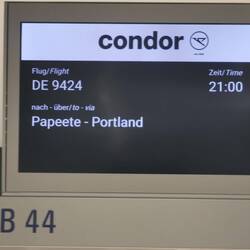 condor
Flug/Flight Zeit/Time
DE 9424 21:00
nach - über/to - via
Papeete - Portland
B 44